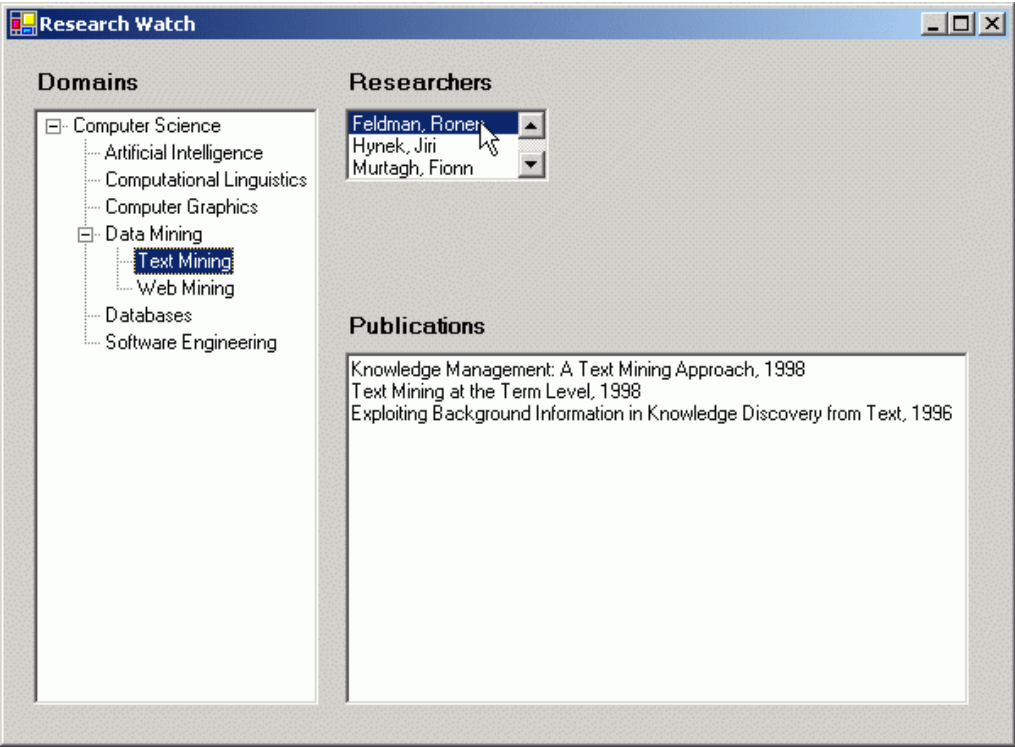 Research Watch
Domains
Computer Science
Artificial Intelligence
Computational Linguistics
Computer Graphics
Data Mining
Text Mining
Web Mining
Databases
Software Engineering
Researchers
Feldman, Ronen
Hynek, Jiri
Murtagh, Fionn
Publications
Knowledge Management: A Text Mining Approach, 1998
Text Mining at the Term Level, 1998
Exploiting Background Information in Knowledge Discovery from Text, 1996